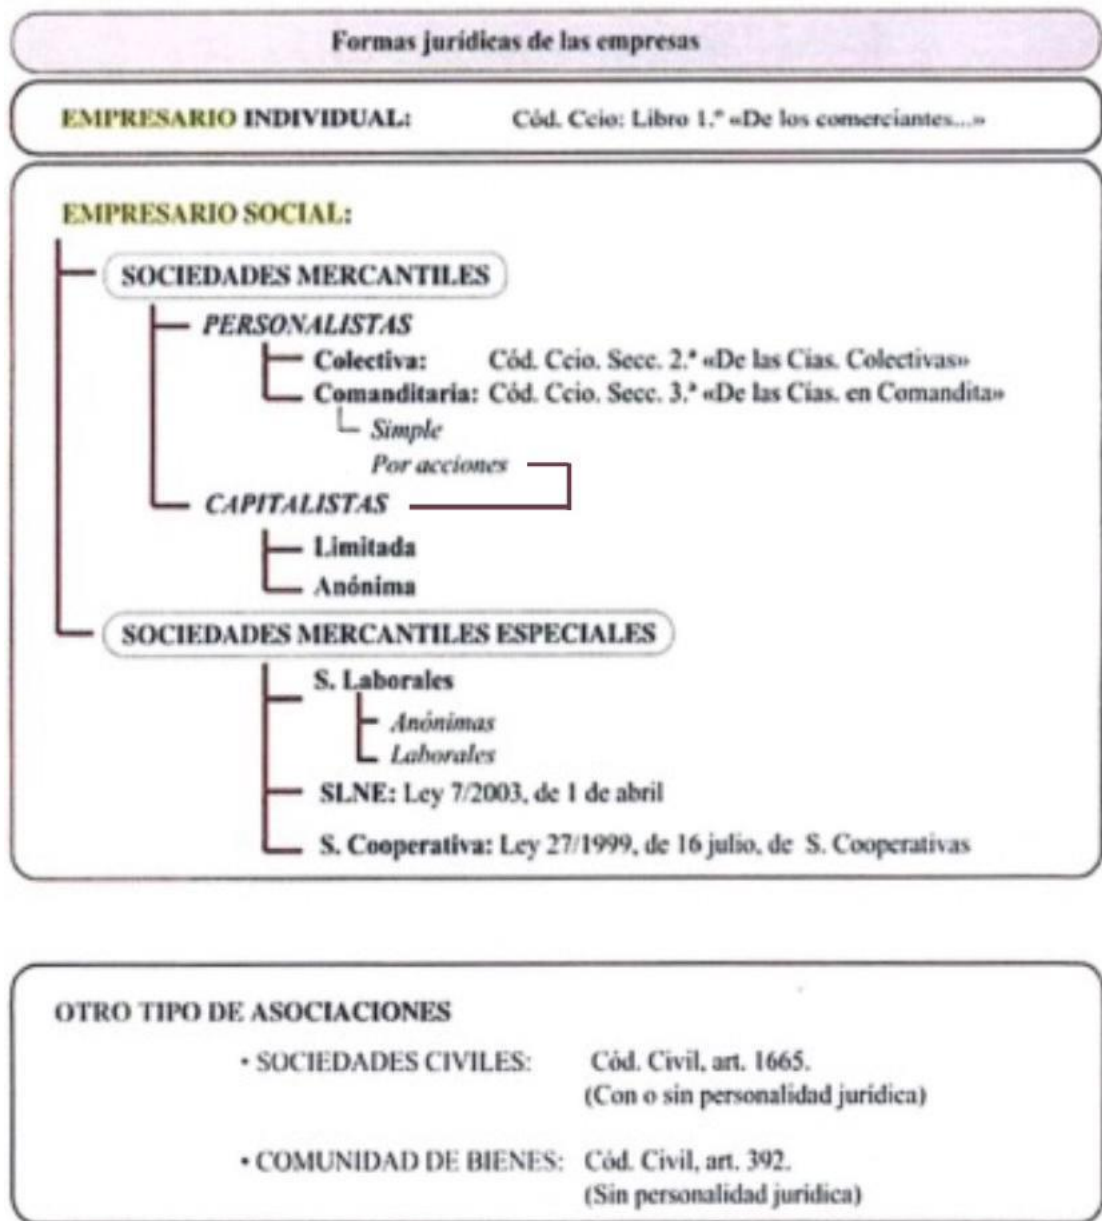 Formas jurídicas de las empresas
EMPRESARIO INDIVIDUAL: Cód. Ccio: Libro 1.º «De los comerciantes...»
EMPRESARIO SOCIAL:
SOCIEDADES MERCANTILES
PERSONALISTAS
Colectiva: Cód. Ccio. Secc. 2.ª «De las Cías. Colectivas»
Comanditaria: Cód. Ccio. Secc. 3.ª «De las Cías. en Comandita»
Simple
Por acciones
CAPITALISTAS
Limitada
Anónima
SOCIEDADES MERCANTILES ESPECIALES
S. Laborales
Anónimas
Laborales
SLNE: Ley 7/2003, de 1 de abril
S. Cooperativa: Ley 27/1999, de 16 julio, de S. Cooperativas
OTRO TIPO DE ASOCIACIONES
• SOCIEDADES CIVILES: Cód. Civil, art. 1665.
(Con o sin personalidad jurídica)
• COMUNIDAD DE BIENES: Cód. Civil, art. 392.
(Sin personalidad jurídica)